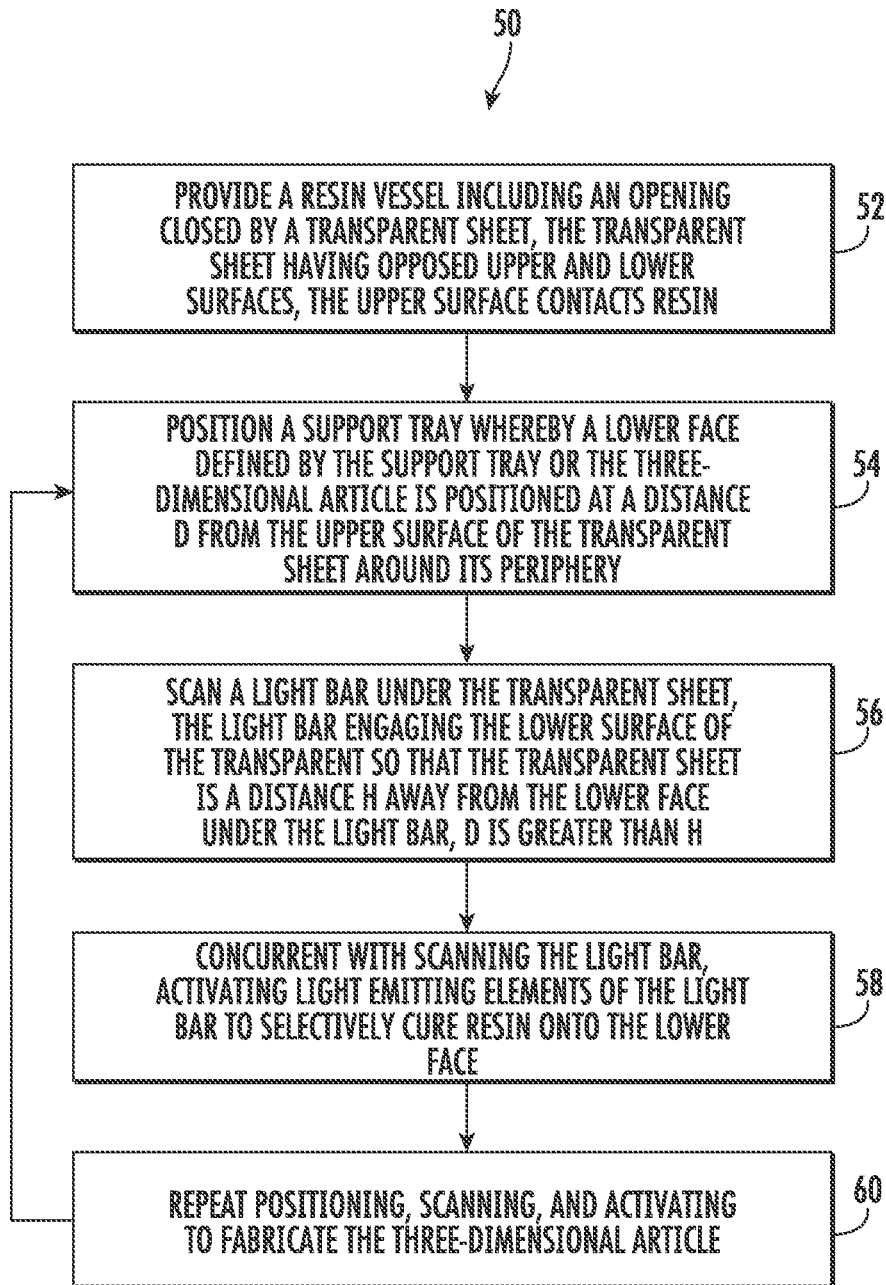 50
PROVIDE A RESIN VESSEL INCLUDING AN OPENING
CLOSED BY A TRANSPARENT SHEET, THE TRANSPARENT
SHEET HAVING OPPOSED UPPER AND LOWER
SURFACES, THE UPPER SURFACE CONTACTS RESIN
52
POSITION A SUPPORT TRAY WHEREBY A LOWER FACE
DEFINED BY THE SUPPORT TRAY OR THE THREE-
DIMENSIONAL ARTICLE IS POSITIONED AT A DISTANCE
D FROM THE UPPER SURFACE OF THE TRANSPARENT
SHEET AROUND ITS PERIPHERY
54
SCAN A LIGHT BAR UNDER THE TRANSPARENT SHEET,
THE LIGHT BAR ENGAGING THE LOWER SURFACE OF
THE TRANSPARENT SO THAT THE TRANSPARENT SHEET
IS A DISTANCE H AWAY FROM THE LOWER FACE
UNDER THE LIGHT BAR, D IS GREATER THAN H
56
CONCURRENT WITH SCANNING THE LIGHT BAR,
ACTIVATING LIGHT EMITTING ELEMENTS OF THE LIGHT
BAR TO SELECTIVELY CURE RESIN ONTO THE LOWER
FACE
58
REPEAT POSITIONING, SCANNING, AND ACTIVATING
TO FABRICATE THE THREE-DIMENSIONAL ARTICLE
60